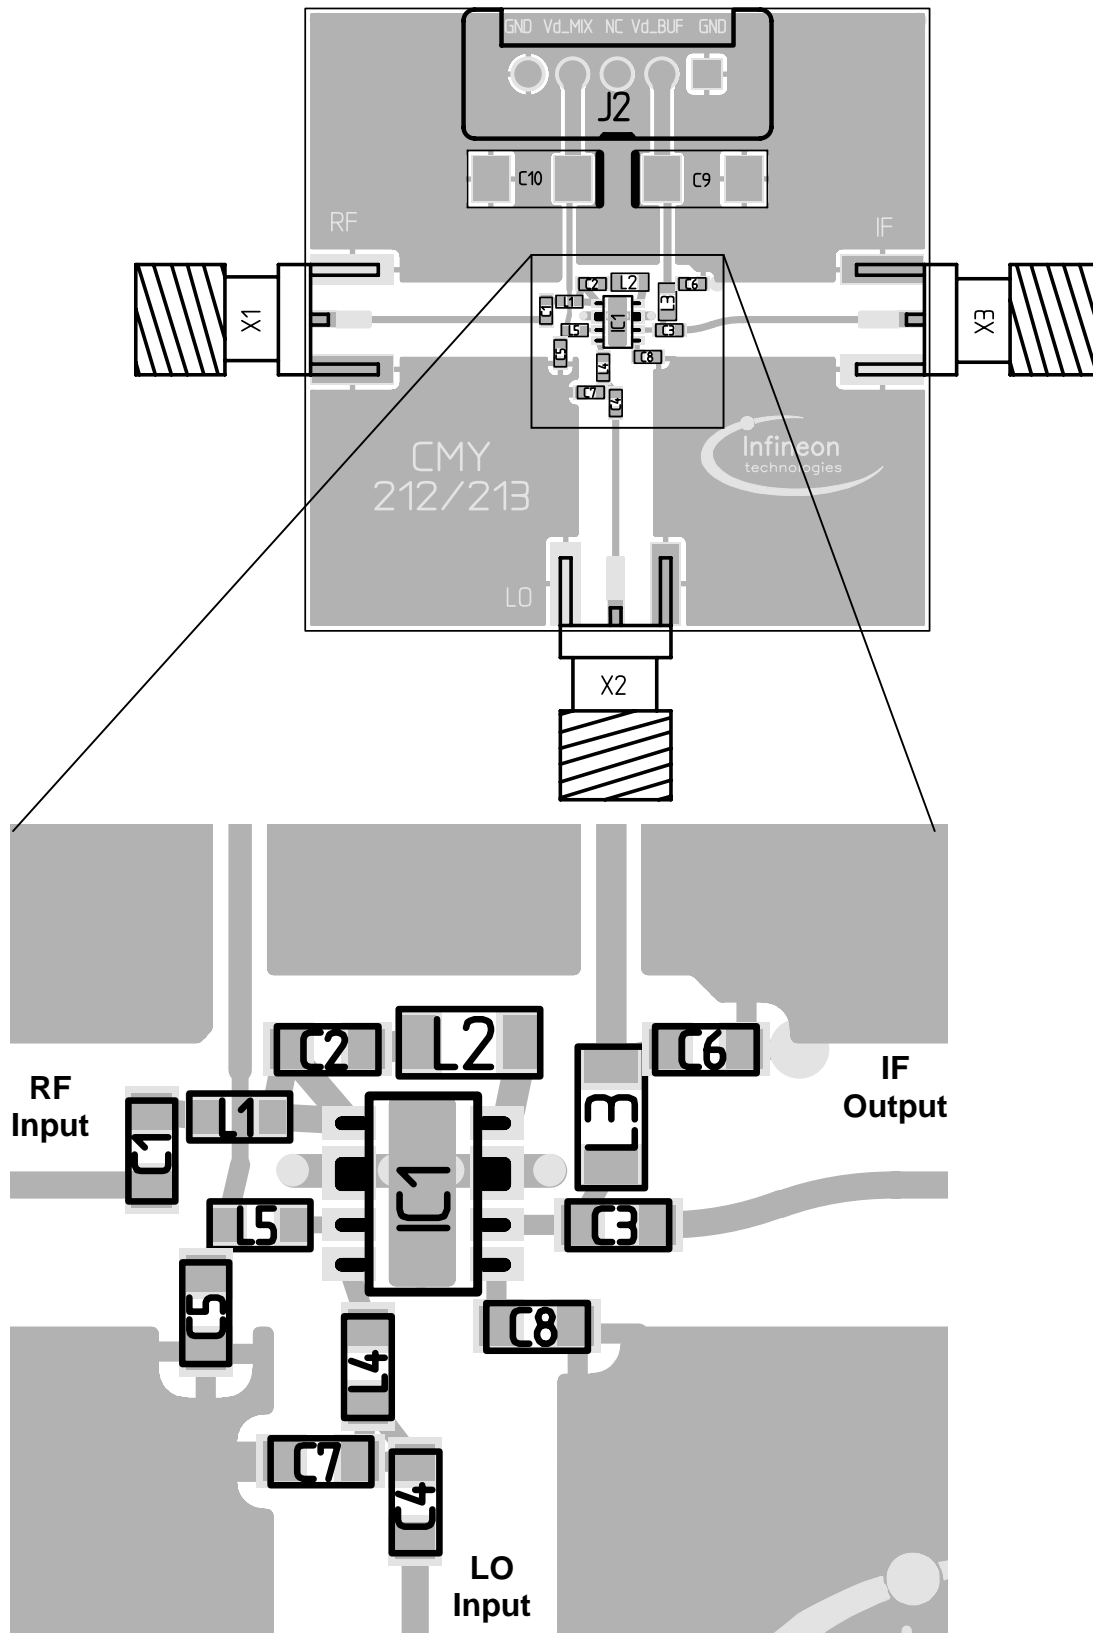 GND Vd_MIX NC Vd_BUF GND
J2
C10
C9
RF
IF
X1
X3
C2
L2
C6
C1
L1
L3
IC1
L5
C3
C5
L4
C8
C7
C4
CMY
212/213
Infineon
technologies
LO
X2
C2
L2
C6
RF
Input
IF
Output
C1
L1
L3
IC1
L5
C3
C5
C8
L4
C7
C4
LO
Input